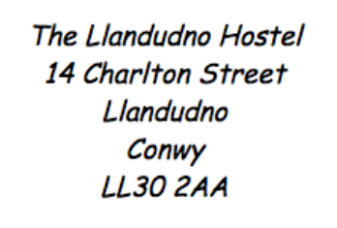 The Llandudno Hostel
14 Charlton Street
Llandudno
Conwy
LL30 2AA